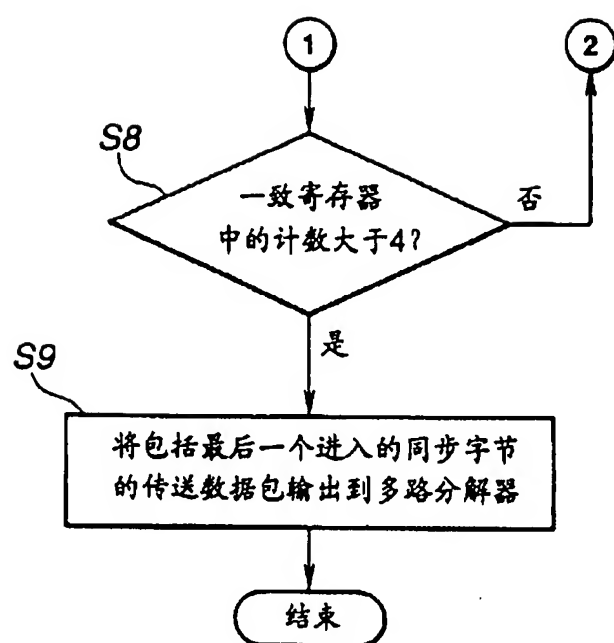 1
2
S8
一致寄存器
中的计数大于4?
否
是
S9
将包括最后一个进入的同步字节
的传送数据包输出到多路分解器
结束